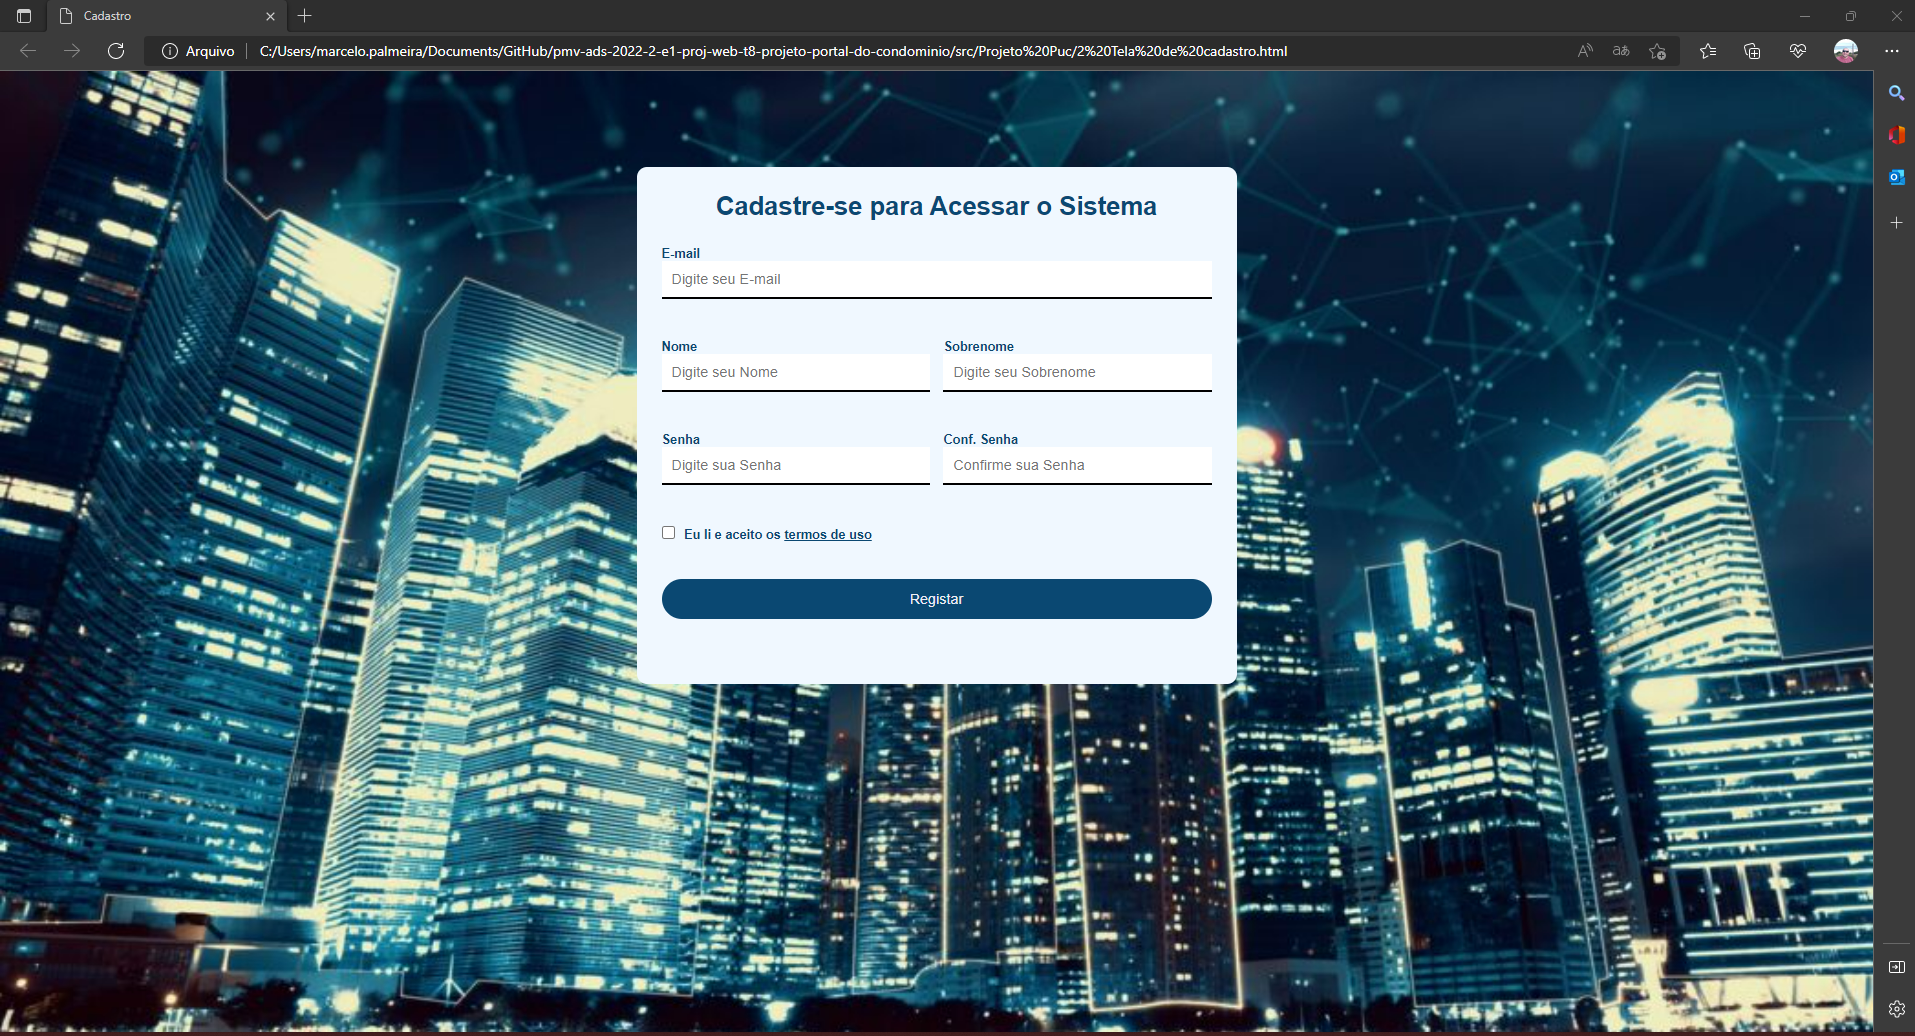 Cadastro
Arquivo
C:/Users/marcelo.palmeira/Documents/GitHub/pmv-ads-2022-2-e1-proj-web-t8-projeto-portal-do-condominio/src/Projeto%20Puc/2%20Tela%20de%20cadastro.html
Cadastre-se para Acessar o Sistema
E-mail
Digite seu E-mail
Nome Sobrenome
Digite seu Nome Digite seu Sobrenome
Senha Conf. Senha
Digite sua Senha Confirme sua Senha
Eu li e aceito os termos de uso
Registar